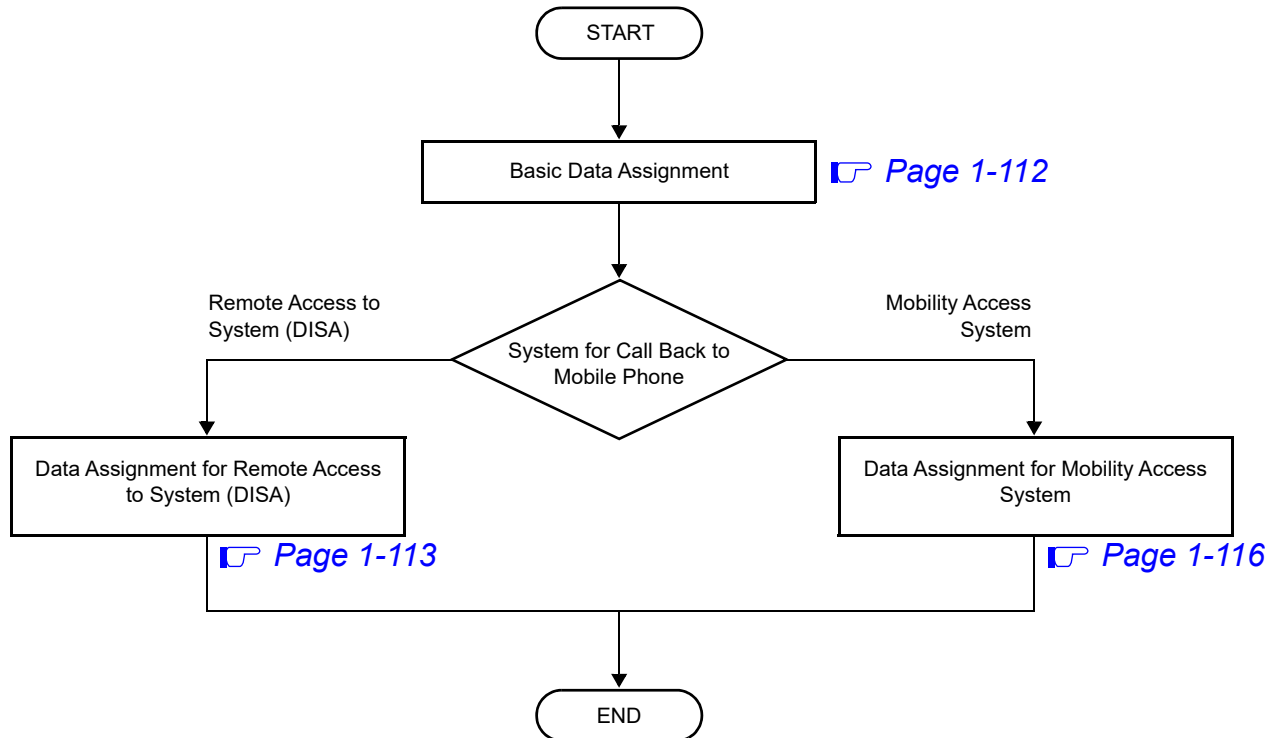 START
Basic Data Assignment
Page 1-112
Remote Access to
System (DISA)
System for Call Back to
Mobile Phone
Mobility Access
System
Data Assignment for Remote Access
to System (DISA)
Page 1-113
Data Assignment for Mobility Access
System
Page 1-116
END